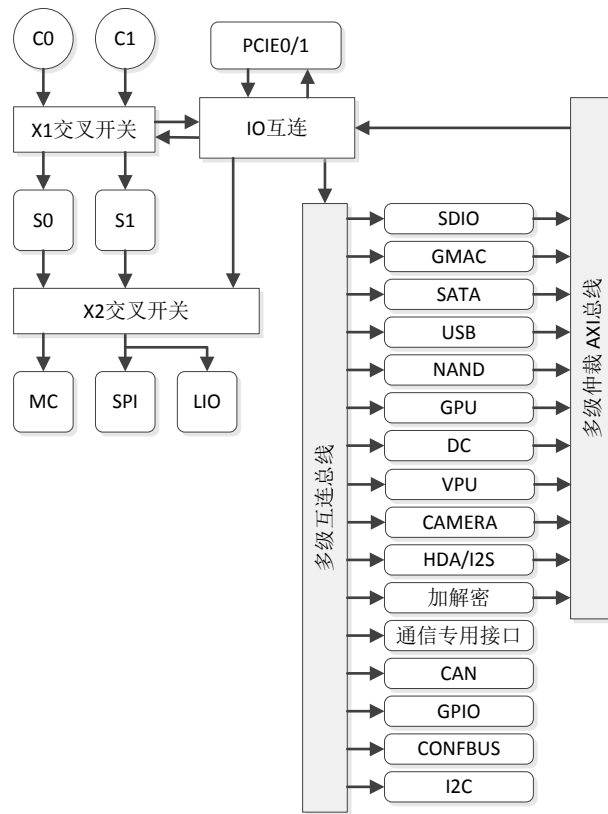 C0
C1
PCIE0/1
X1交叉开关
IO互连
S0
S1
X2交叉开关
MC
SPI
LIO
多级互连总线
SDIO
GMAC
SATA
USB
NAND
GPU
DC
VPU
CAMERA
HDA/I2S
加解密
通信专用接口
CAN
GPIO
CONFBUS
I2C
多级仲裁 AXI总线